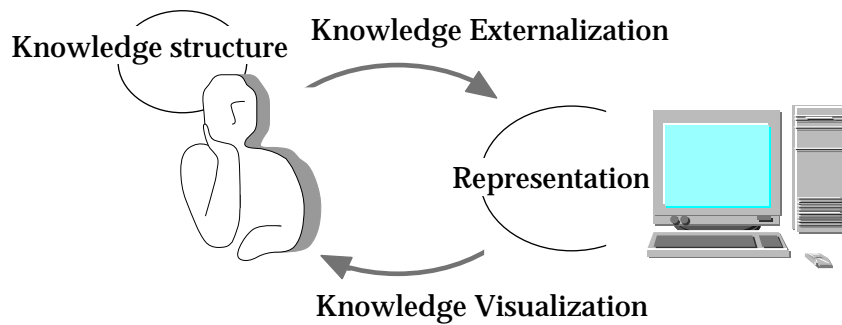 Knowledge structure
Knowledge Externalization
Representation
Knowledge Visualization